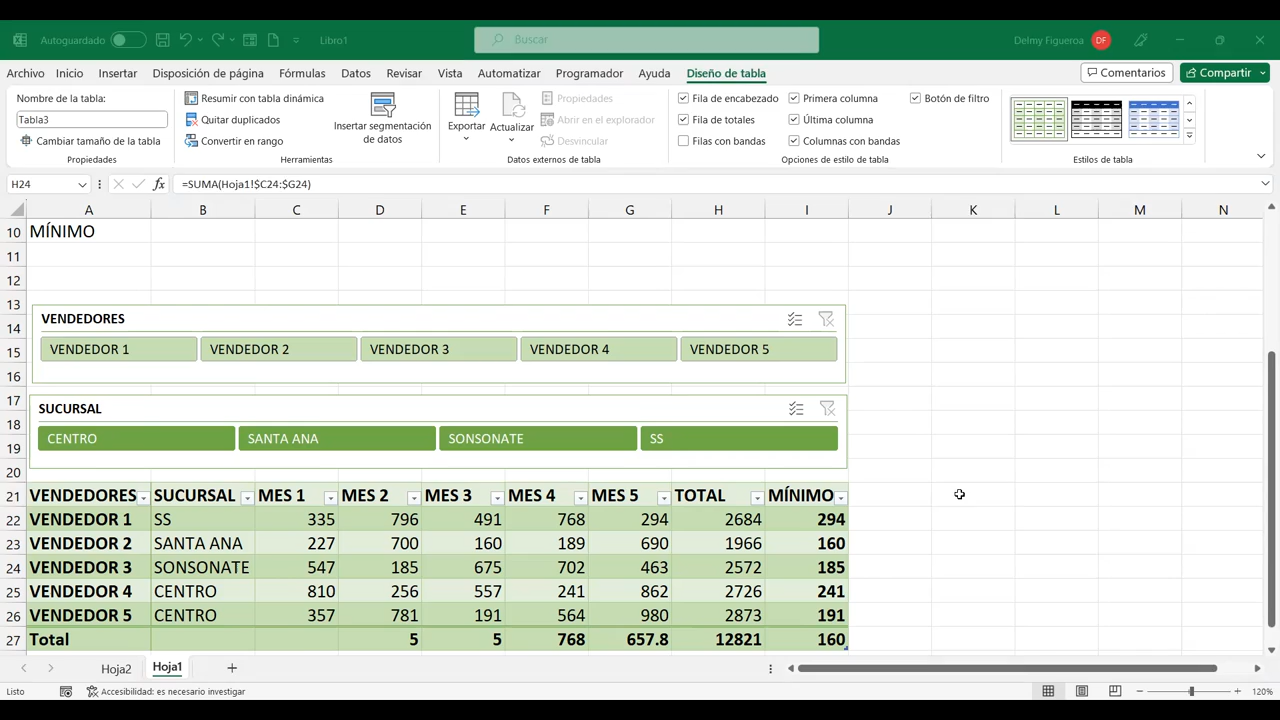 Autoguardado
Libro1
Buscar
Delmy Figueroa DF
Archivo Inicio Insertar Disposición de página Fórmulas Datos Revisar Vista Automatizar Programador Ayuda Diseño de tabla Comentarios Compartir
Nombre de la tabla:
Tabla3
Cambiar tamaño de la tabla
Propiedades
Resumir con tabla dinámica
Quitar duplicados
Convertir en rango
Insertar segmentación
de datos
Herramientas
Exportar
Actualizar
Propiedades
Abrir en el explorador
Desvincular
Datos externos de tabla
Fila de encabezado Primera columna Botón de filtro
Fila de totales Última columna
Filas con bandas Columnas con bandas
Opciones de estilo de tabla
Estilos de tabla
H24 fx =SUMA(Hoja1!$C24:$G24)
A B C D E F G H I J K L M N
10 MÍNIMO
11
12
13
14 VENDEDORES
15 VENDEDOR 1 VENDEDOR 2 VENDEDOR 3 VENDEDOR 4 VENDEDOR 5
16
17 SUCURSAL
18
19 CENTRO SANTA ANA SONSONATE SS
20
21 VENDEDORES SUCURSAL MES 1 MES 2 MES 3 MES 4 MES 5 TOTAL MÍNIMO
22 VENDEDOR 1 SS 335 796 491 768 294 2684 294
23 VENDEDOR 2 SANTA ANA 227 700 160 189 690 1966 160
24 VENDEDOR 3 SONSONATE 547 185 675 702 463 2572 185
25 VENDEDOR 4 CENTRO 810 256 557 241 862 2726 241
26 VENDEDOR 5 CENTRO 357 781 191 564 980 2873 191
27 Total 5 5 768 657.8 12821 160
Hoja2 Hoja1
Listo Accesibilidad: es necesario investigar 120%